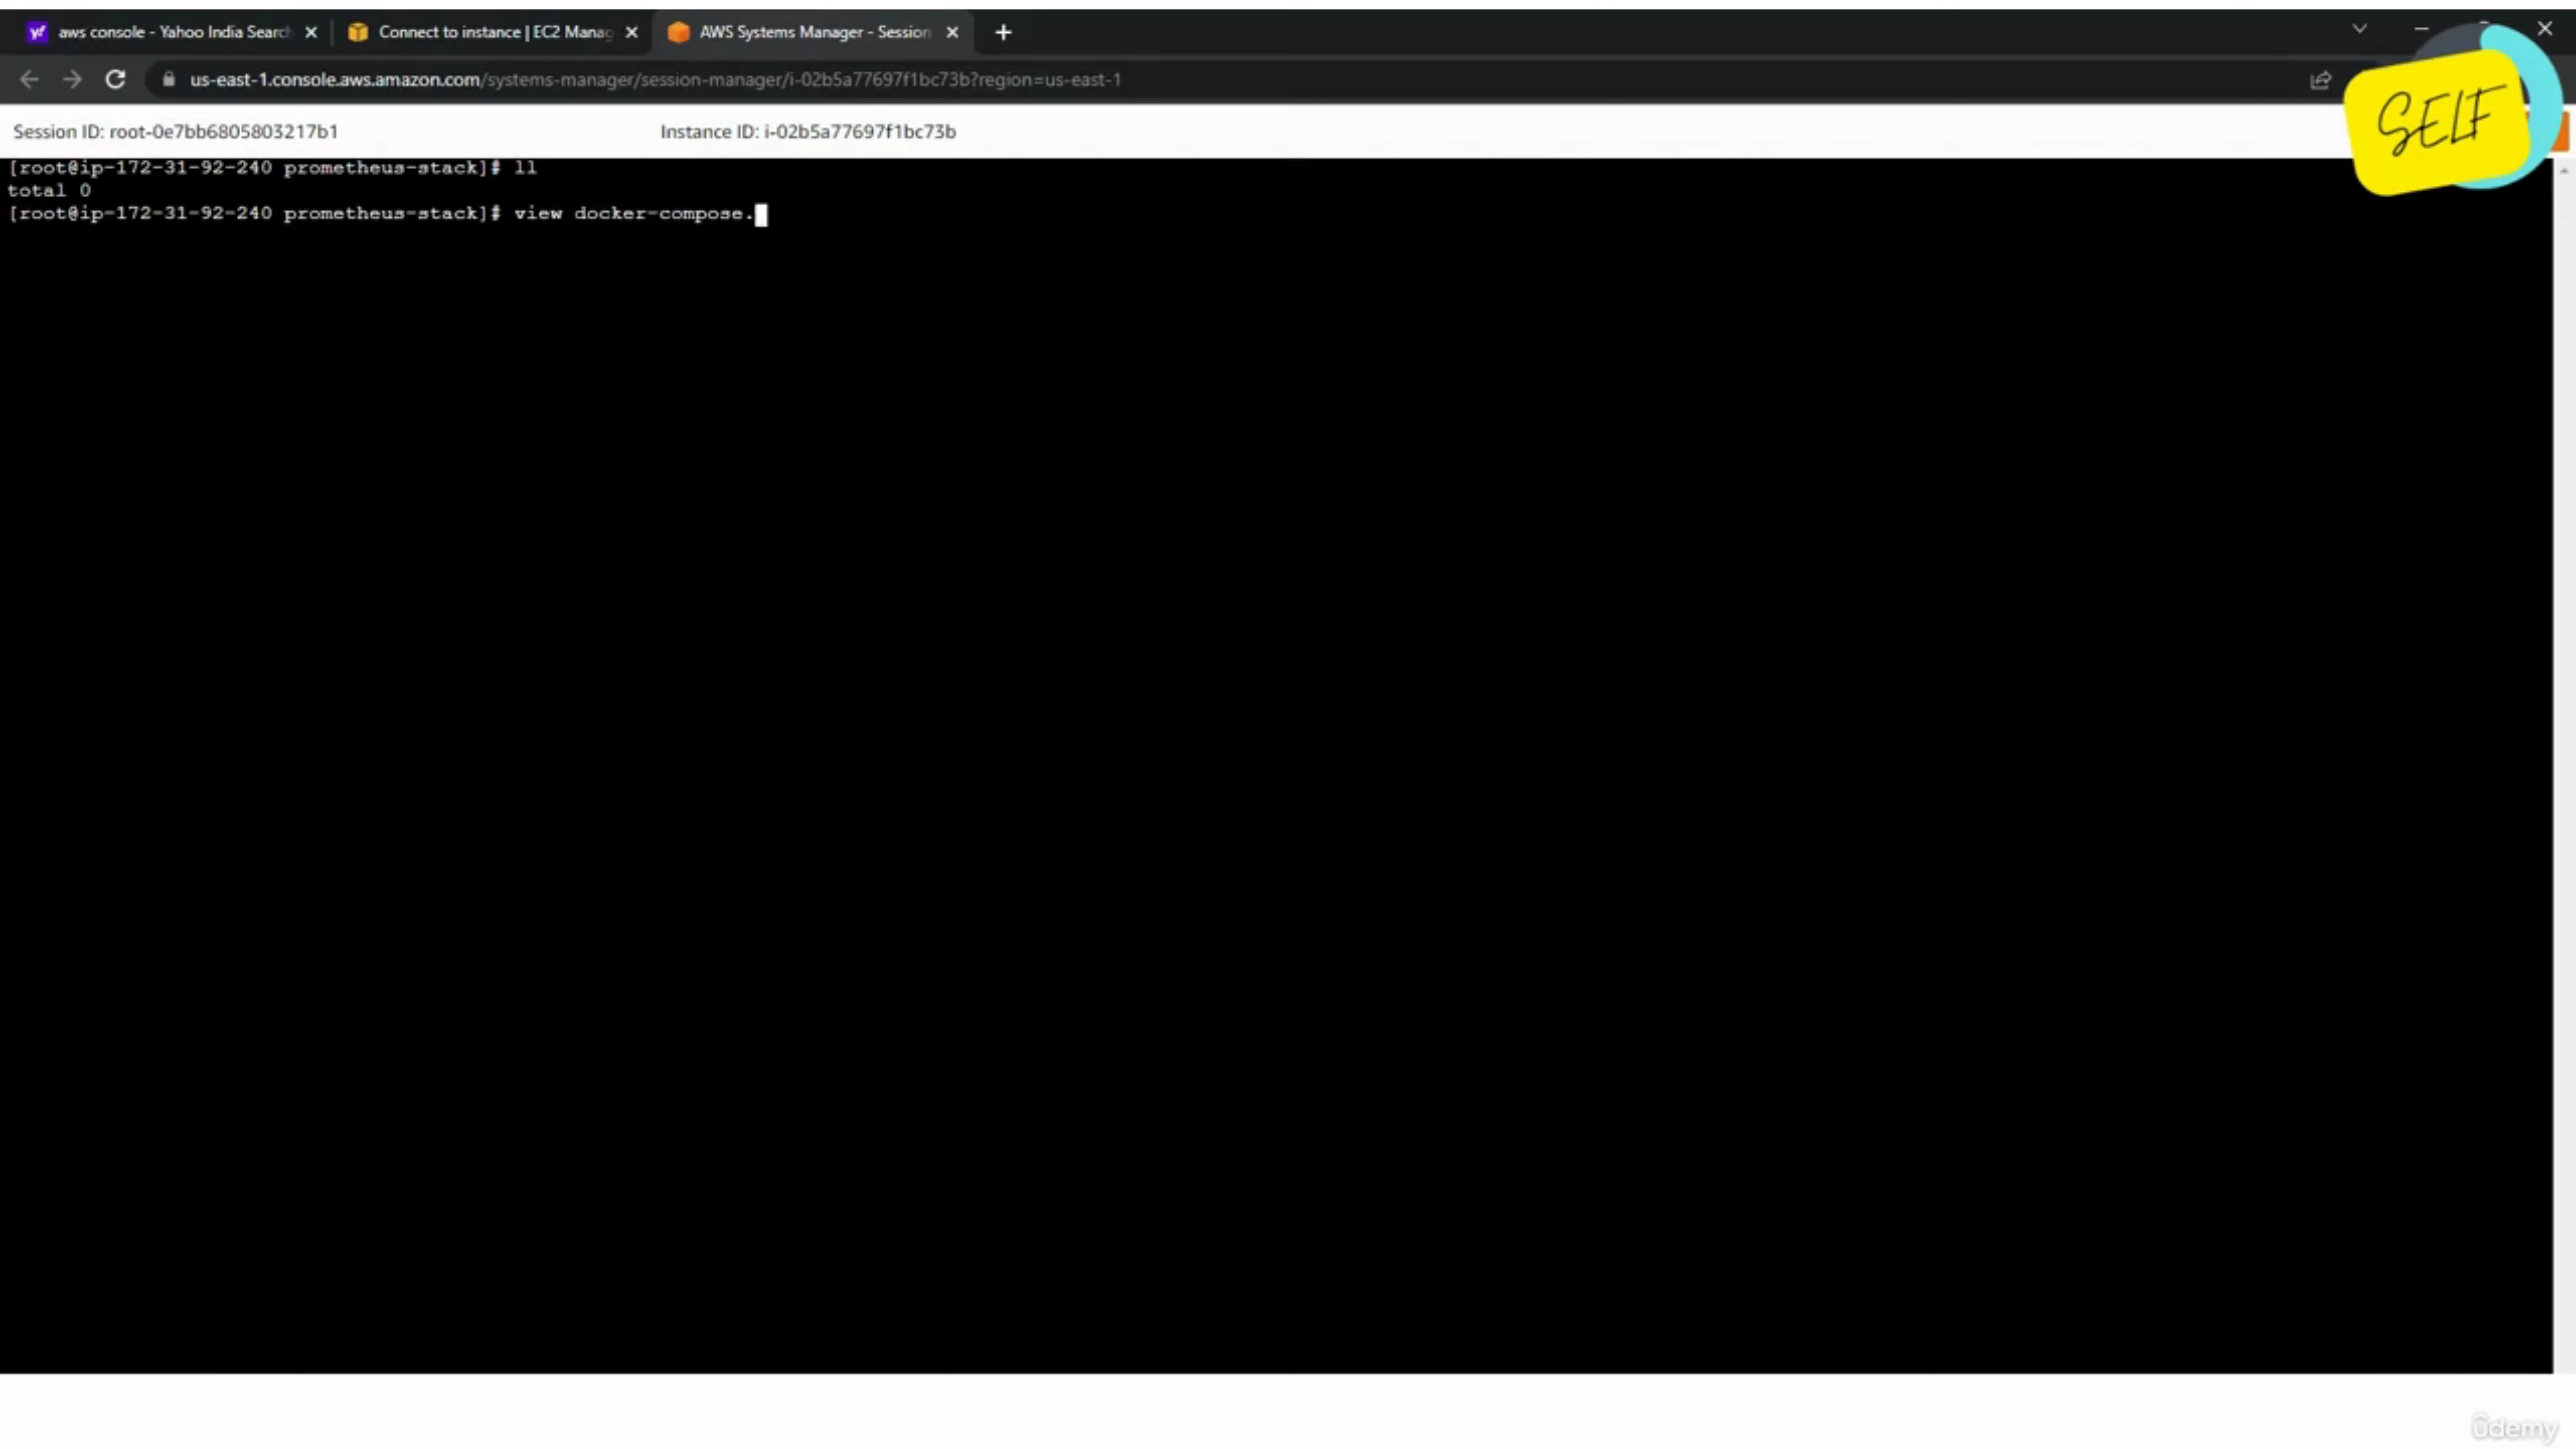 aws console - Yahoo India Searc
Connect to instance | EC2 Manag
AWS Systems Manager - Session
us-east-1.console.aws.amazon.com/systems-manager/session-manager/i-02b5a77697f1bc73b?region=us-east-1
SELF
Session ID: root-0e7bb6805803217b1
Instance ID: i-02b5a77697f1bc73b
[root@ip-172-31-92-240 prometheus-stack]# ll
total 0
[root@ip-172-31-92-240 prometheus-stack]# view docker-compose.
ûdemy